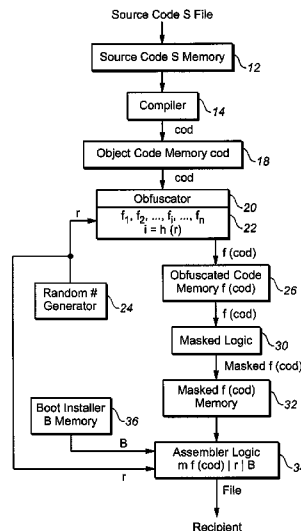 Source Code S File
Source Code S Memory
12
Compiler
14
cod
Object Code Memory cod
18
cod
Obfuscator
20
f1, f2, ..., fi, ..., fn
i = h (r)
22
r
f (cod)
Random #
Generator
24
Obfuscated Code
Memory f (cod)
26
f (cod)
Masked Logic
30
Masked f (cod)
Masked f (cod)
Memory
32
Boot Installer
B Memory
36
B
r
Assembler Logic
m f (cod) | r | B
File
Recipient